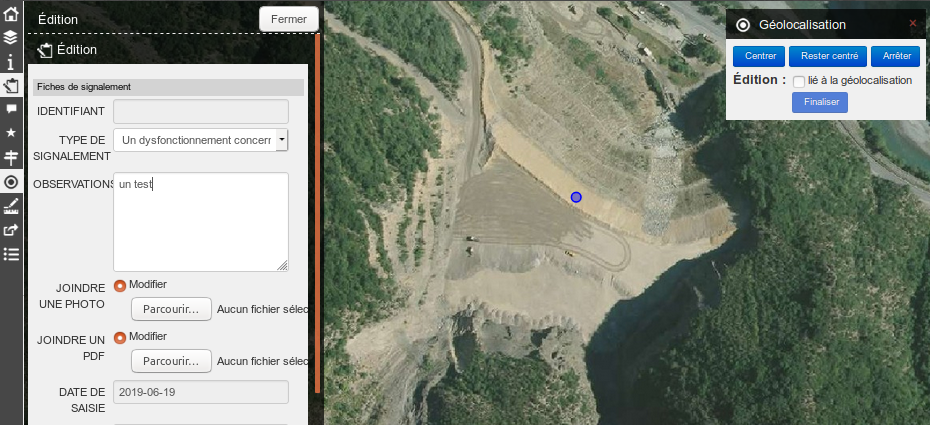 Édition
Fermer
Édition
Fiches de signalement
IDENTIFIANT
TYPE DE
SIGNALEMENT
Un dysfonctionnement concerr
OBSERVATIONS
un test
JOINDRE
UNE PHOTO
Modifier
Parcourir...
Aucun fichier sélec
JOINDRE UN
PDF
Modifier
Parcourir...
Aucun fichier sélec
DATE DE
SAISIE
2019-06-19
Géolocalisation
Centrer
Rester centré
Arrêter
Édition :
lié à la géolocalisation
Finaliser